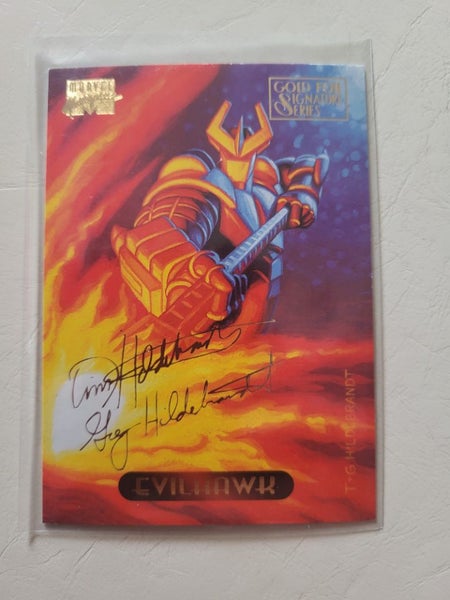 MARVEL
GOLD FOIL
SIGNATURE
SERIES
Tim Hildebrandt
Greg Hildebrandt
T·G·HILDEBRANDT
EVILHAWK